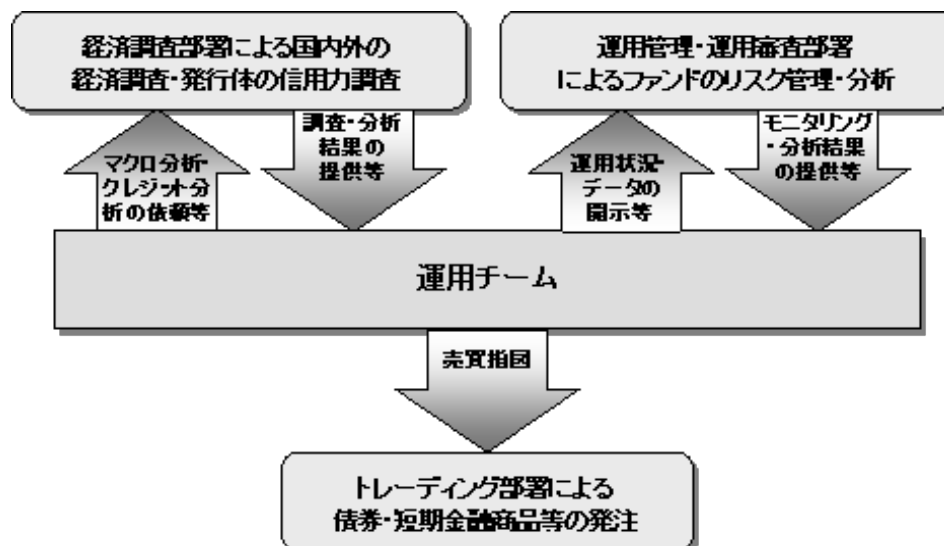 経済調査部署による国内外の
経済調査・発行体の信用力調査
運用管理・運用審査部署
によるファンドのリスク管理・分析
マクロ分析・
クレジット分
析の依頼等
調査・分析
結果の
提供等
運用状況・
データの
開示等
モニタリング
・分析結果
の提供等
運用チーム
売買指図
トレーディング部署による
債券・短期金融商品等の発注